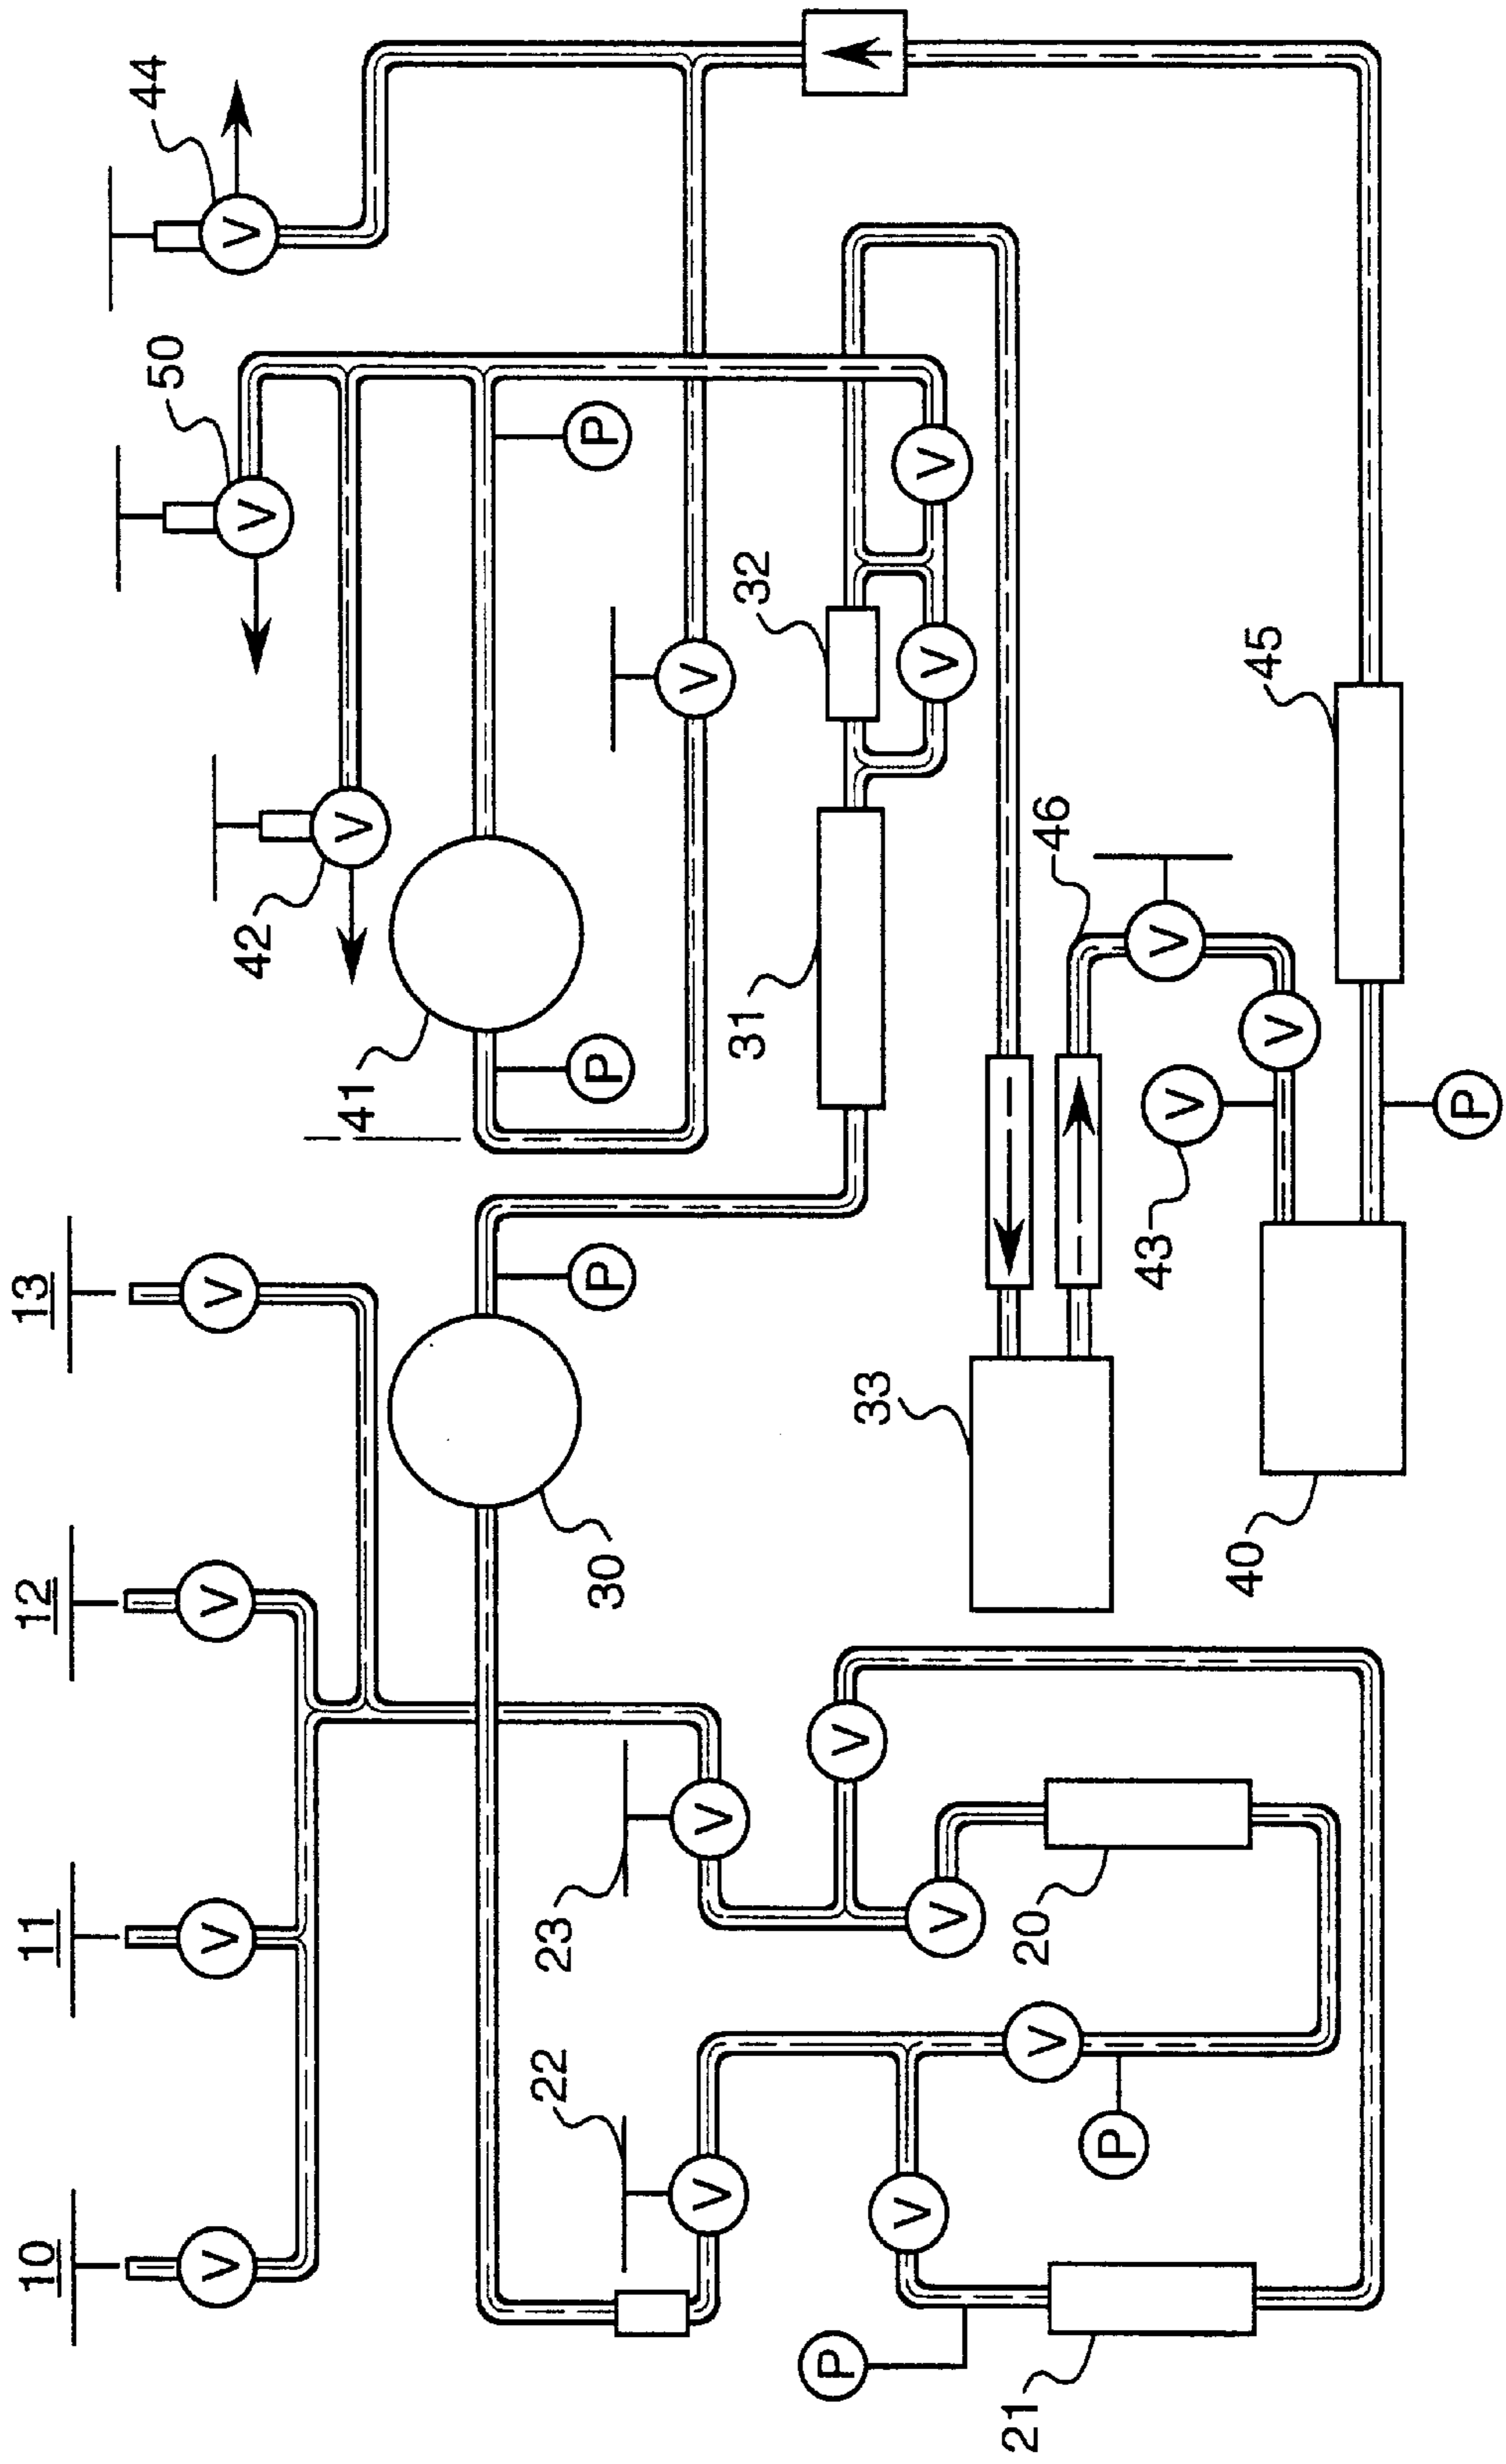 10 11 12 13
44
50
V V V V V V
42
V
41
22 23
30 P P P
V V V
31 32
P V
33
V V V V
21 V 20 46
P 43 V V
40 V 45
P